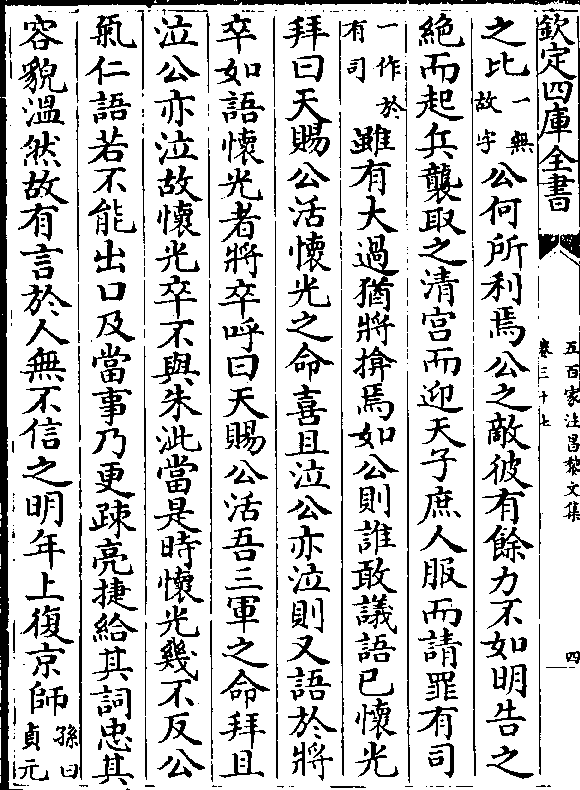 欽定四庫全書
五百家注昌黎文集
卷三十七
四
之比一無故字公何所利焉公之敵彼有餘力不如明告之
絶而起兵襲取之清宫而迎天子庶人服而請罪有司
一作於有司雖有大過猶將揜焉如公則誰敢議語已懷光
拜曰天賜公活懷光之命喜且泣公亦泣則又語於將
卒如語懷光者將卒呼曰天賜公活吾三軍之命拜且
泣公亦泣故懷光卒不與朱泚當是時懷光幾不反公
氣仁語若不能出口及當事乃更疎亮捷給其詞忠其
容貌溫然故有言於人無不信之明年上復京師孫曰貞元